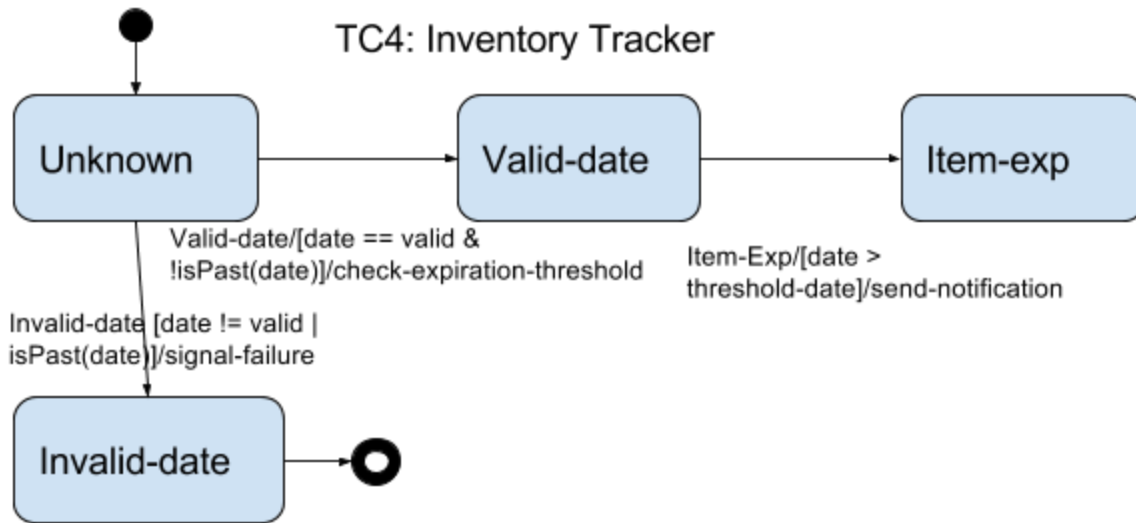 TC4: Inventory Tracker
Unknown
Valid-date
Item-exp
Valid-date/[date == valid &
!isPast(date)]/check-expiration-threshold
Item-Exp/[date >
threshold-date]/send-notification
Invalid-date [date != valid |
isPast(date)]/signal-failure
Invalid-date